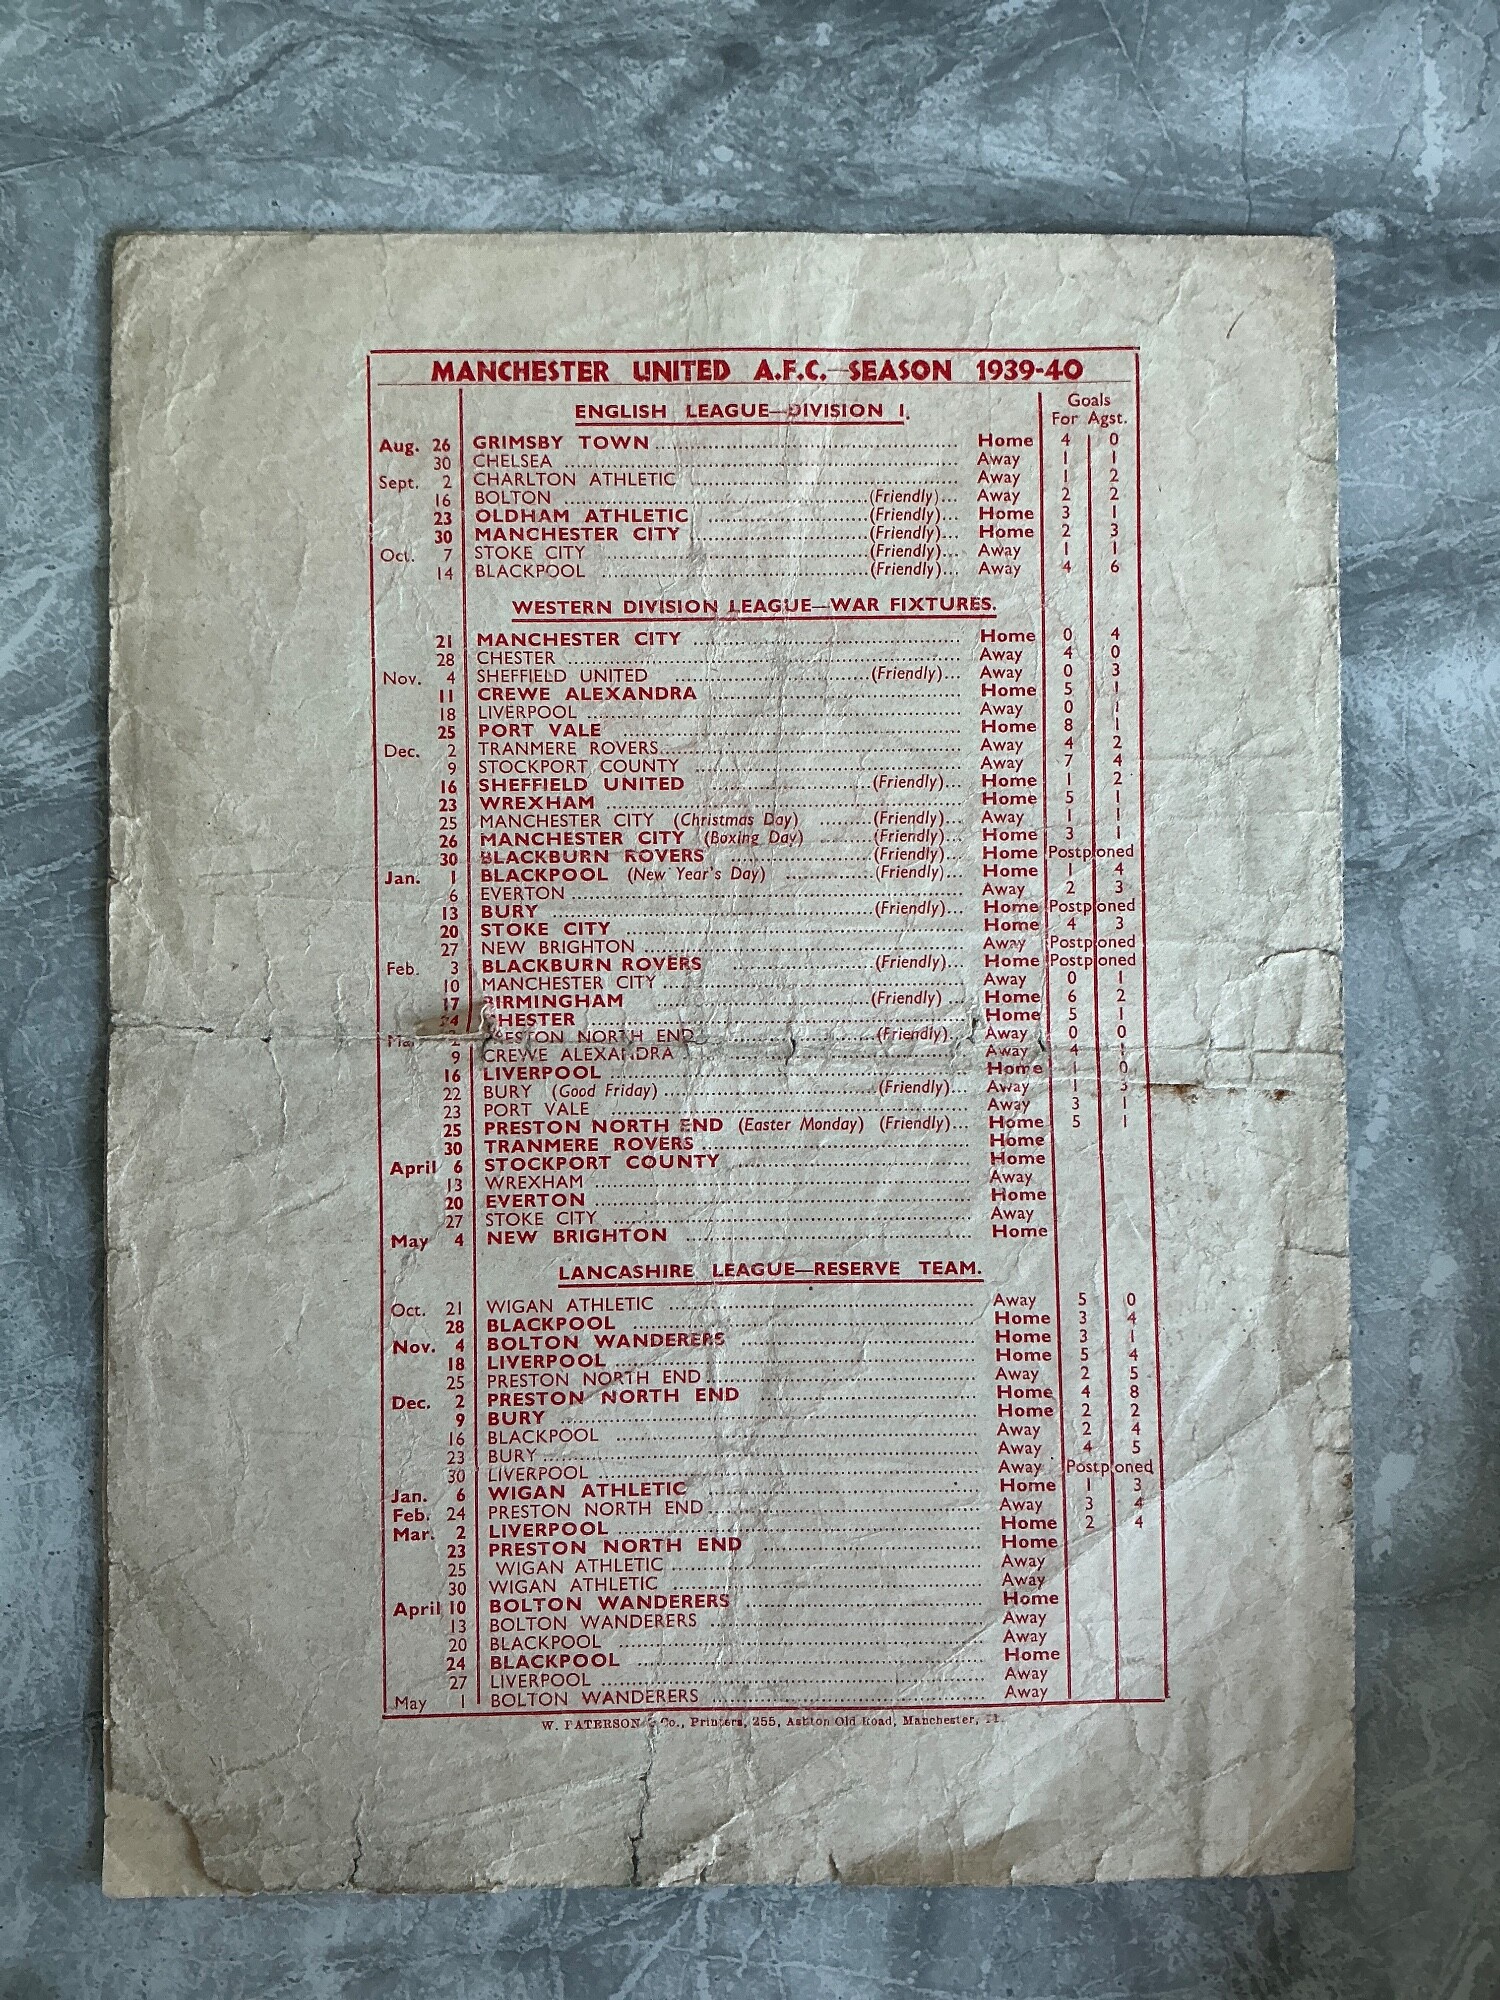 MANCHESTER UNITED A.F.C.—SEASON 1939-40
Goals
ENGLISH LEAGUE—DIVISION I. For Agst.
Aug. 26 GRIMSBY TOWN Home 4 0
30 CHELSEA Away 1 1
Sept. 2 CHARLTON ATHLETIC Away 1 2
16 BOLTON (Friendly)... Away 2 2
23 OLDHAM ATHLETIC (Friendly)... Home 3 1
30 MANCHESTER CITY (Friendly)... Home 2 3
Oct. 7 STOKE CITY (Friendly)... Away 1 1
14 BLACKPOOL (Friendly)... Away 4 6
WESTERN DIVISION LEAGUE—WAR FIXTURES.
21 MANCHESTER CITY Home 0 4
28 CHESTER Away 4 0
Nov. 4 SHEFFIELD UNITED (Friendly)... Away 0 3
11 CREWE ALEXANDRA Home 5 1
18 LIVERPOOL Away 0 1
25 PORT VALE Home 8 1
Dec. 2 TRANMERE ROVERS Away 4 2
9 STOCKPORT COUNTY Away 7 4
16 SHEFFIELD UNITED (Friendly)... Home 1 2
23 WREXHAM Home 5 1
25 MANCHESTER CITY (Christmas Day) (Friendly)... Away 1 1
26 MANCHESTER CITY (Boxing Day) (Friendly)... Home 3 1
30 BLACKBURN ROVERS (Friendly)... Home Postponed
Jan. 1 BLACKPOOL (New Year's Day) (Friendly)... Home 1 4
6 EVERTON Away 2 3
13 BURY (Friendly)... Home Postponed
20 STOKE CITY Home 4 3
27 NEW BRIGHTON Away Postponed
Feb. 3 BLACKBURN ROVERS (Friendly)... Home Postponed
10 MANCHESTER CITY Away 0 1
17 BIRMINGHAM (Friendly) ... Home 6 2
24 CHESTER Home 5 1
2 PRESTON NORTH END (Friendly). Away 0 0
9 CREWE ALEXANDRA Away 4 1
16 LIVERPOOL Home 1 0
22 BURY (Good Friday) (Friendly)... Away 1 3
23 PORT VALE Away 3 1
25 PRESTON NORTH END (Easter Monday) (Friendly)... Home 5 1
30 TRANMERE ROVERS Home
April 6 STOCKPORT COUNTY Home
13 WREXHAM Away
20 EVERTON Home
27 STOKE CITY Away
May 4 NEW BRIGHTON Home
LANCASHIRE LEAGUE—RESERVE TEAM.
Oct. 21 WIGAN ATHLETIC Away 5 0
28 BLACKPOOL Home 3 4
Nov. 4 BOLTON WANDERERS Home 3 1
18 LIVERPOOL Home 5 4
25 PRESTON NORTH END Away 2 5
Dec. 2 PRESTON NORTH END Home 4 8
9 BURY Home 2 2
16 BLACKPOOL Away 2 4
23 BURY Away 4 5
30 LIVERPOOL Away Postponed
Jan. 6 WIGAN ATHLETIC Home 1 3
Feb. 24 PRESTON NORTH END Away 3 4
Mar. 2 LIVERPOOL Home 2 4
23 PRESTON NORTH END Home
25 WIGAN ATHLETIC Away
30 WIGAN ATHLETIC Away
April 10 BOLTON WANDERERS Home
13 BOLTON WANDERERS Away
20 BLACKPOOL Away
24 BLACKPOOL Home
27 LIVERPOOL Away
May 1 BOLTON WANDERERS Away
W. PATERSON & Co., Printers, 255, Ashton Old Road, Manchester,